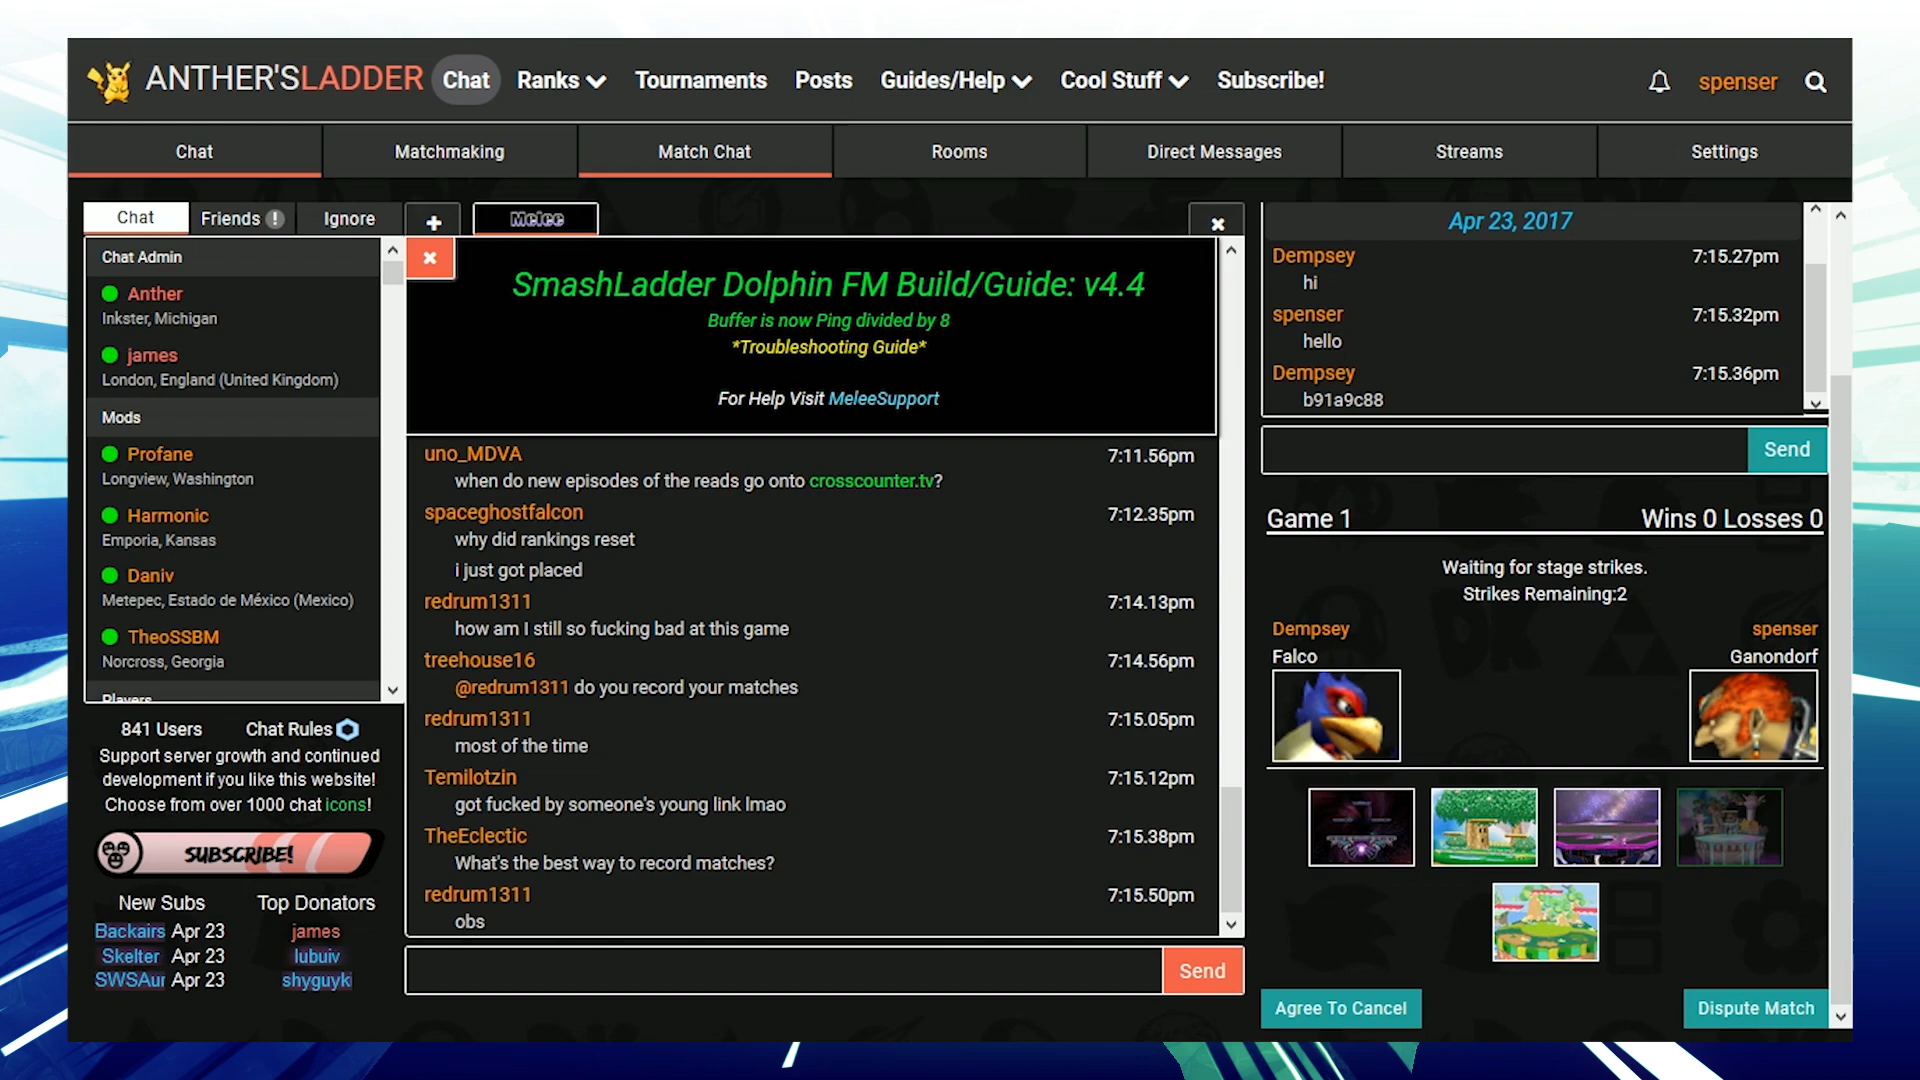 ANTHER'SLADDER Chat Ranks Tournaments Posts Guides/Help Cool Stuff Subscribe! spenser
Chat Matchmaking Match Chat Rooms Direct Messages Streams Settings
Chat Friends ! Ignore
Chat Admin
Anther
Inkster, Michigan
james
London, England (United Kingdom)
Mods
Profane
Longview, Washington
Harmonic
Emporia, Kansas
Daniv
Metepec, Estado de México (Mexico)
TheoSSBM
Norcross, Georgia
Players
841 Users Chat Rules
Support server growth and continued
development if you like this website!
Choose from over 1000 chat icons!
SUBSCRIBE!
New Subs Top Donators
Backairs Apr 23 james
Skelter Apr 23 lubuiv
SWSAur Apr 23 shyguyk
+ Melee
SmashLadder Dolphin FM Build/Guide: v4.4
Buffer is now Ping divided by 8
*Troubleshooting Guide*
For Help Visit MeleeSupport
uno_MDVA 7:11.56pm
when do new episodes of the reads go onto crosscounter.tv?
spaceghostfalcon 7:12.35pm
why did rankings reset
i just got placed
redrum1311 7:14.13pm
how am I still so fucking bad at this game
treehouse16 7:14.56pm
@redrum1311 do you record your matches
redrum1311 7:15.05pm
most of the time
Temilotzin 7:15.12pm
got fucked by someone's young link lmao
TheEclectic 7:15.38pm
What's the best way to record matches?
redrum1311 7:15.50pm
obs
Send
Apr 23, 2017
Dempsey 7:15.27pm
hi
spenser 7:15.32pm
hello
Dempsey 7:15.36pm
b91a9c88
Send
Game 1 Wins 0 Losses 0
Waiting for stage strikes.
Strikes Remaining:2
Dempsey spenser
Falco Ganondorf
Agree To Cancel Dispute Match